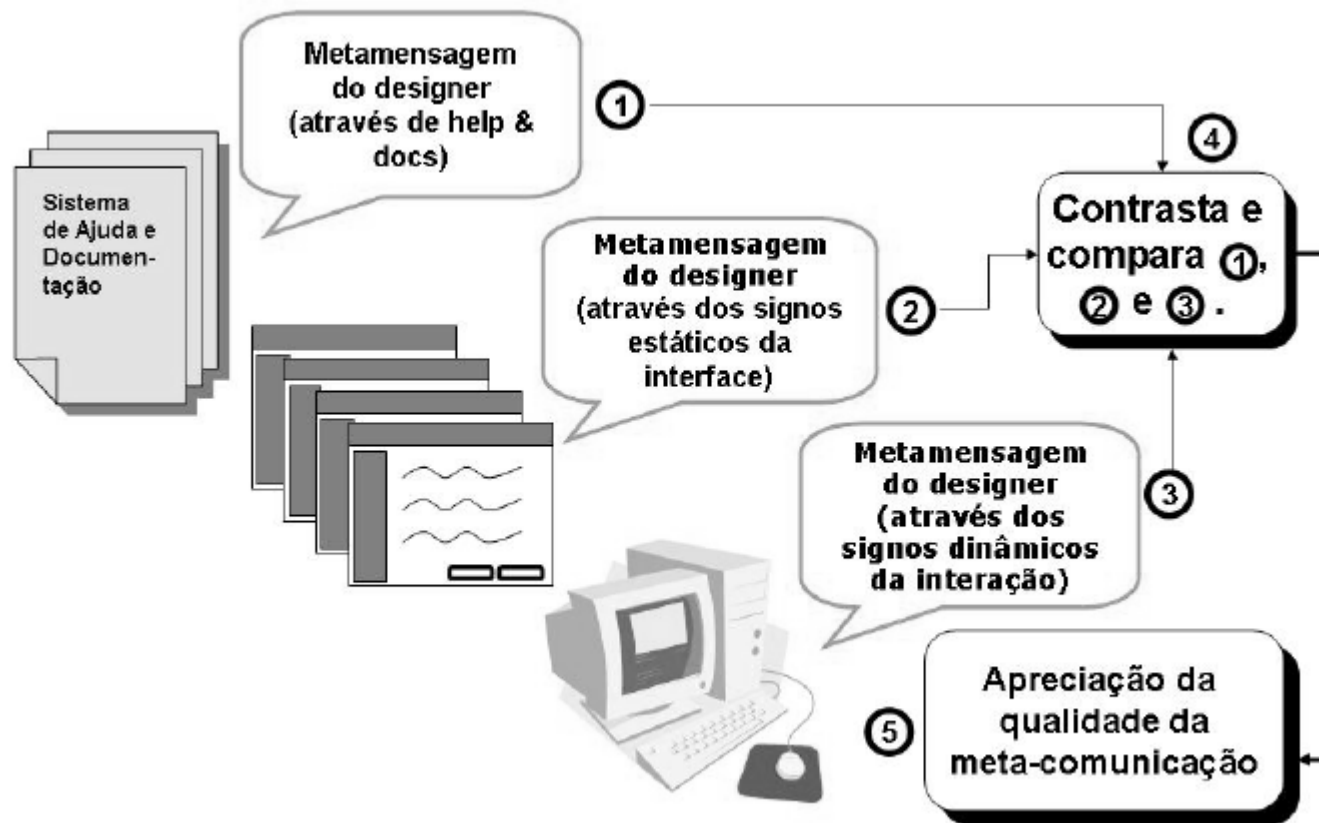 Metamensagem
do designer
(através de help &
docs)
1
4
Sistema
de Ajuda e
Documen-
tação
Contrasta e
compara 1,
2 e 3.
Metamensagem
do designer
(através dos signos
estáticos da
interface)
2
Metamensagem
do designer
(através dos
signos dinâmicos
da interação)
3
5
Apreciação da
qualidade da
meta-comunicação